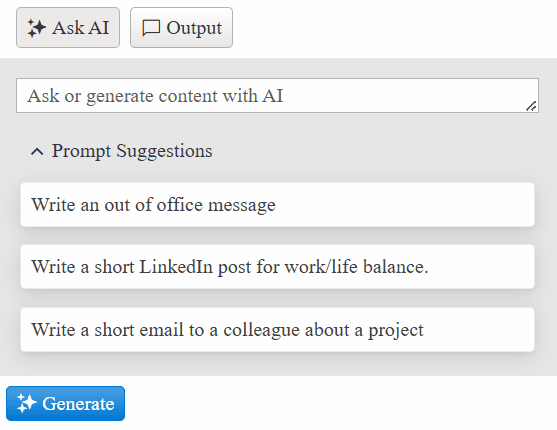 Ask AI
Output
Ask or generate content with AI
Prompt Suggestions
Write an out of office message
Write a short LinkedIn post for work/life balance.
Write a short email to a colleague about a project
Generate